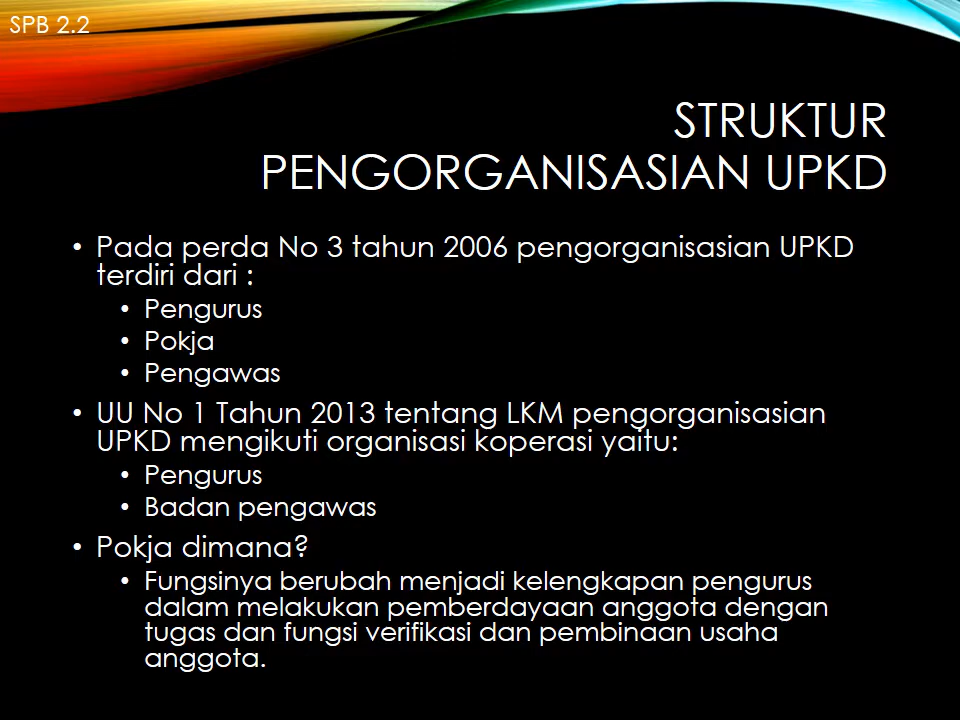 SPB 2.2
STRUKTUR
PENGORGANISASIAN UPKD
• Pada perda No 3 tahun 2006 pengorganisasian UPKD
terdiri dari :
• Pengurus
• Pokja
• Pengawas
• UU No 1 Tahun 2013 tentang LKM pengorganisasian
UPKD mengikuti organisasi koperasi yaitu:
• Pengurus
• Badan pengawas
• Pokja dimana?
• Fungsinya berubah menjadi kelengkapan pengurus
dalam melakukan pemberdayaan anggota dengan
tugas dan fungsi verifikasi dan pembinaan usaha
anggota.